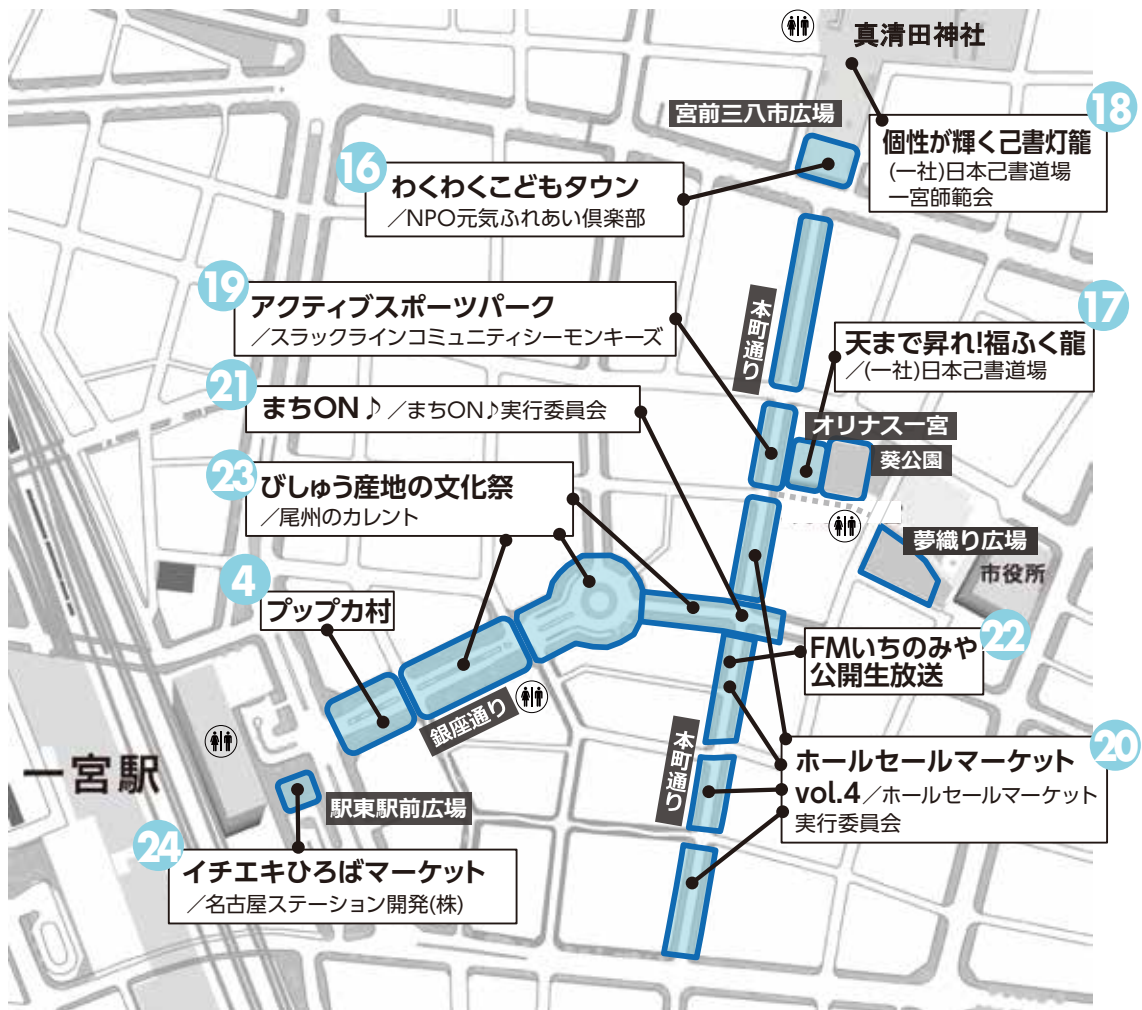 真清田神社
宮前三八市広場
18
個性が輝く己書灯籠
(一社)日本己書道場
一宮師範会
16
わくわくこどもタウン
/NPO元気ふれあい倶楽部
19
アクティブスポーツパーク
/スラックラインコミュニティシーモンキーズ
本町通り
17
天まで昇れ!福ふく龍
/(一社)日本己書道場
21
まちON♪/まちON♪実行委員会
オリナス一宮
葵公園
23
びしゅう産地の文化祭
/尾州のカレント
夢織り広場
市役所
4
プップカ村
22
FMいちのみや
公開生放送
銀座通り
本町通り
20
ホールセールマーケット
vol.4/ホールセールマーケット
実行委員会
一宮駅
駅東駅前広場
24
イチエキひろばマーケット
/名古屋ステーション開発(株)